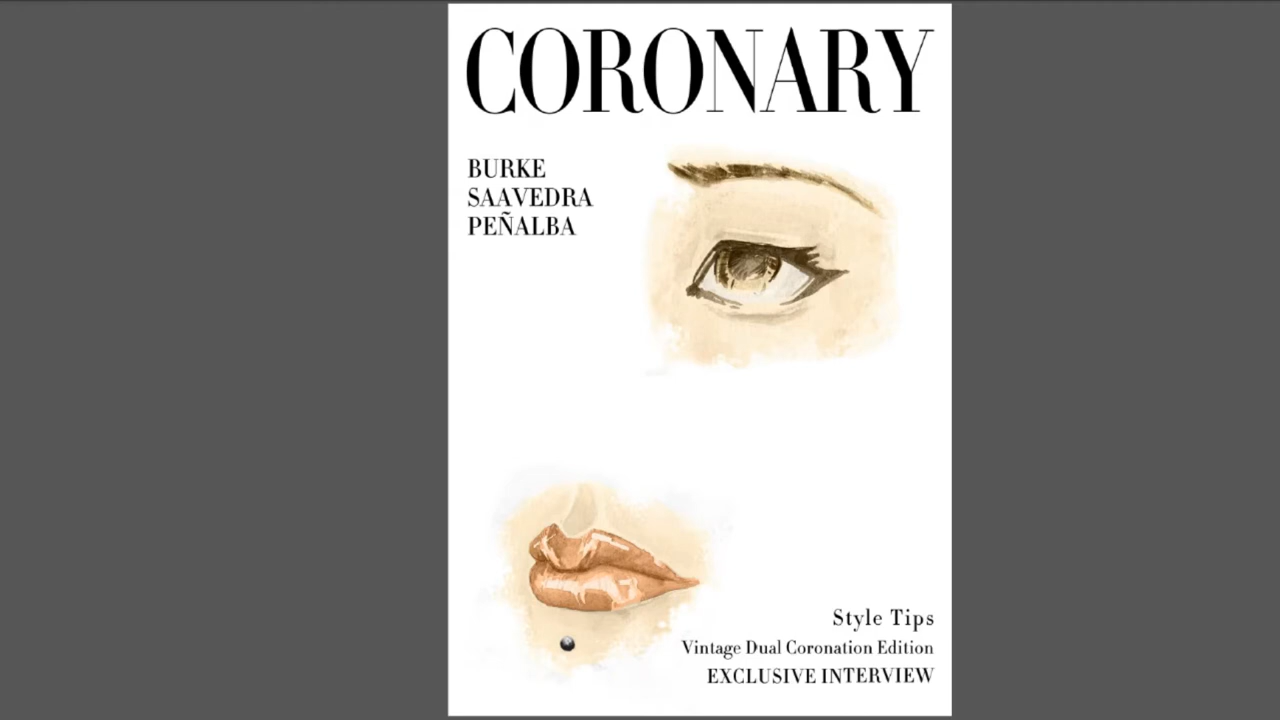 CORONARY
BURKE
SAAVEDRA
PEÑALBA
Style Tips
Vintage Dual Coronation Edition
EXCLUSIVE INTERVIEW